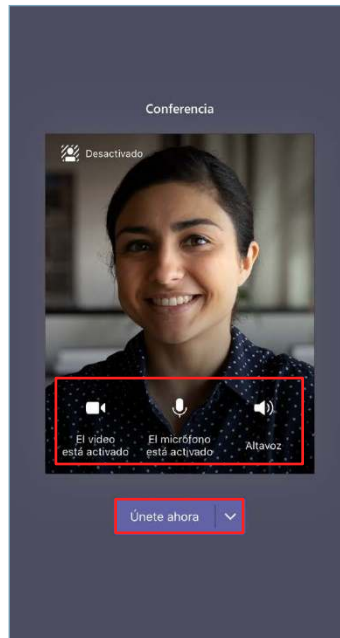 Conferencia
Desactivado
El video
está activado
El micrófono
está activado
Altavoz
Únete ahora